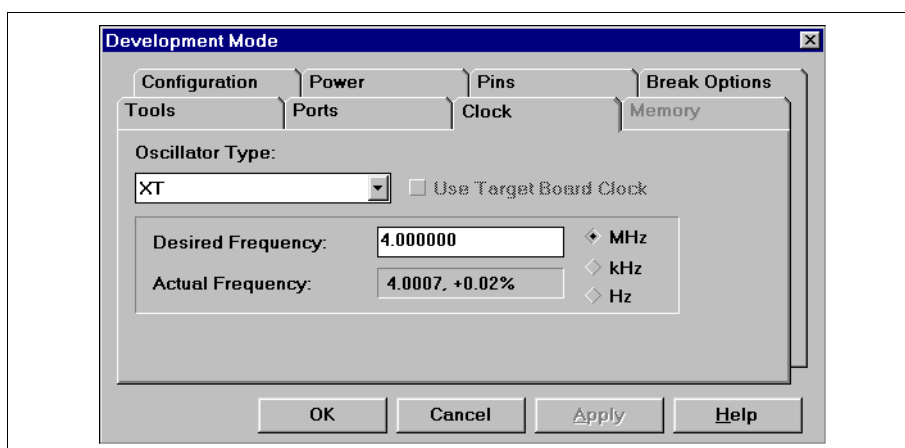 Development Mode
Configuration Power Pins Break Options
Tools Ports Clock Memory
Oscillator Type:
XT Use Target Board Clock
Desired Frequency: 4.000000 MHz
kHz
Actual Frequency: 4.0007, +0.02%
Hz
OK Cancel Apply Help